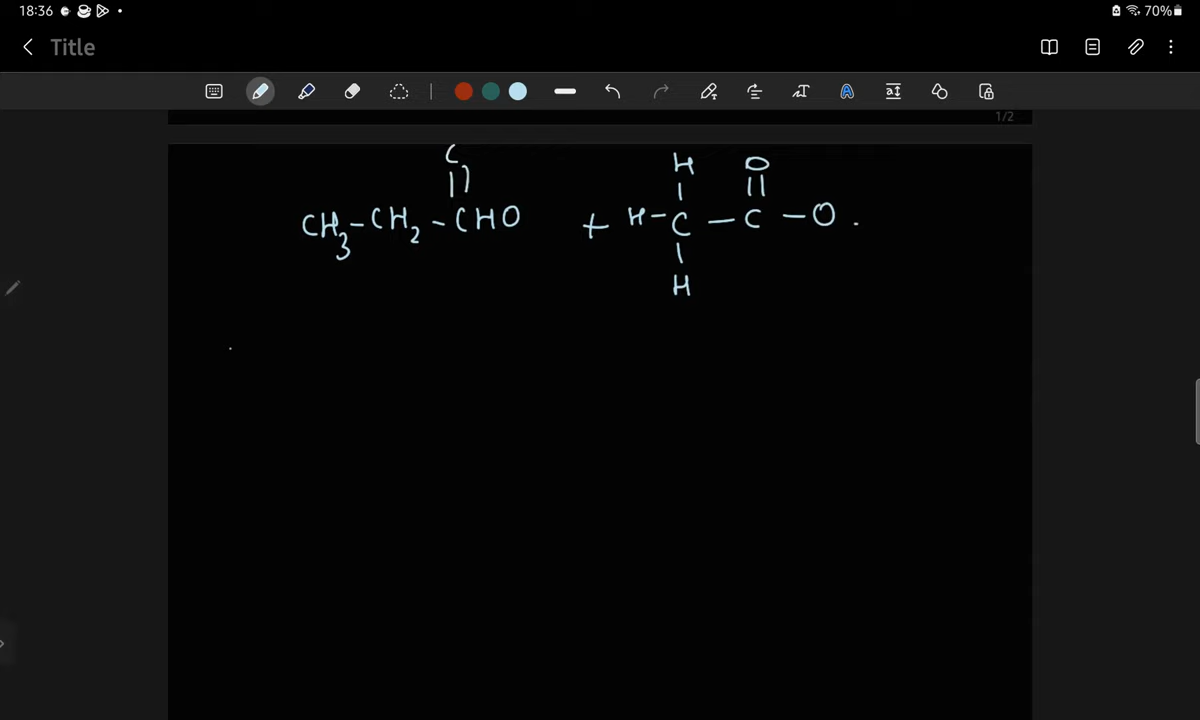 18:36 70%
Title
1/2
C H O
|| | ||
CH3-CH2-CHO + H-C-C-O.
|
H